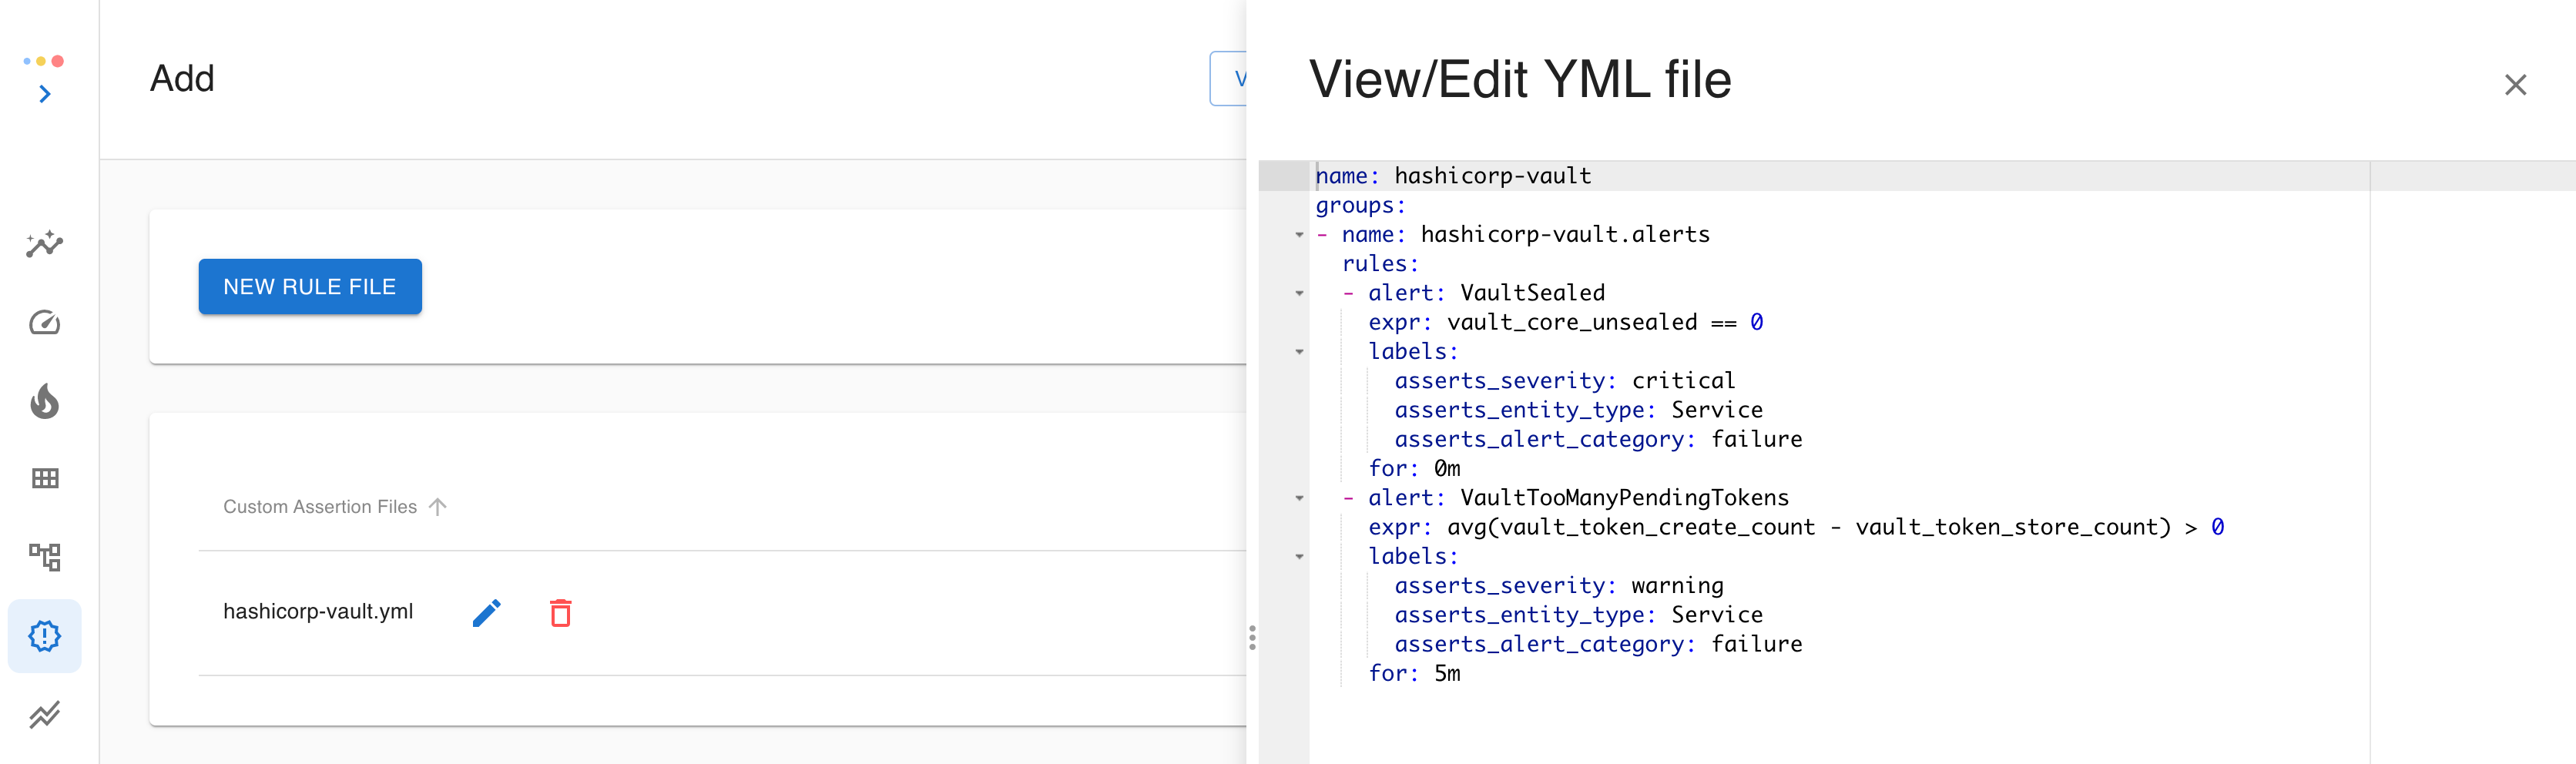 Add
V
NEW RULE FILE
Custom Assertion Files
hashicorp-vault.yml
View/Edit YML file
name: hashicorp-vault
groups:
- name: hashicorp-vault.alerts
  rules:
  - alert: VaultSealed
    expr: vault_core_unsealed == 0
    labels:
      asserts_severity: critical
      asserts_entity_type: Service
      asserts_alert_category: failure
    for: 0m
  - alert: VaultTooManyPendingTokens
    expr: avg(vault_token_create_count - vault_token_store_count) > 0
    labels:
      asserts_severity: warning
      asserts_entity_type: Service
      asserts_alert_category: failure
    for: 5m